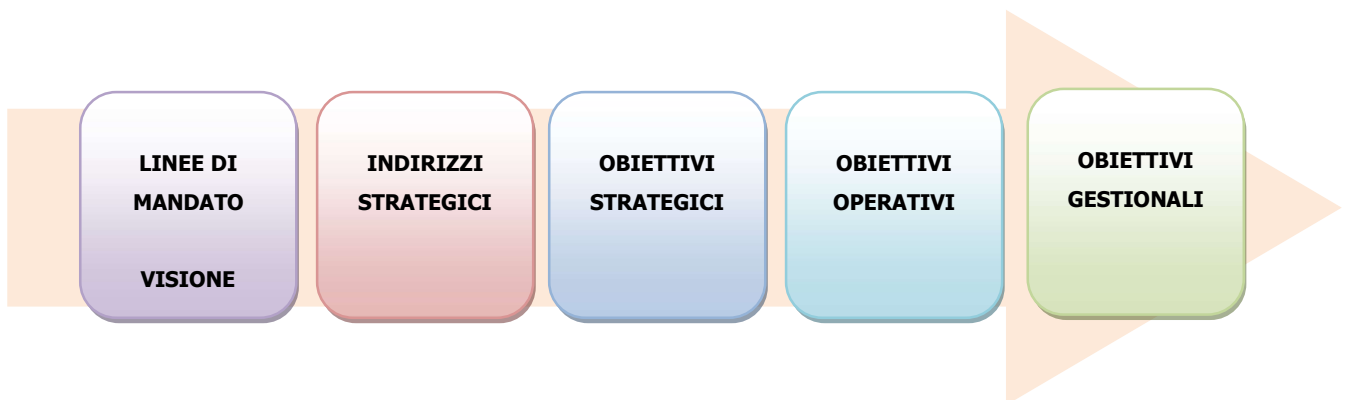 LINEE DI
MANDATO
VISIONE
INDIRIZZI
STRATEGICI
OBIETTIVI
STRATEGICI
OBIETTIVI
OPERATIVI
OBIETTIVI
GESTIONALI